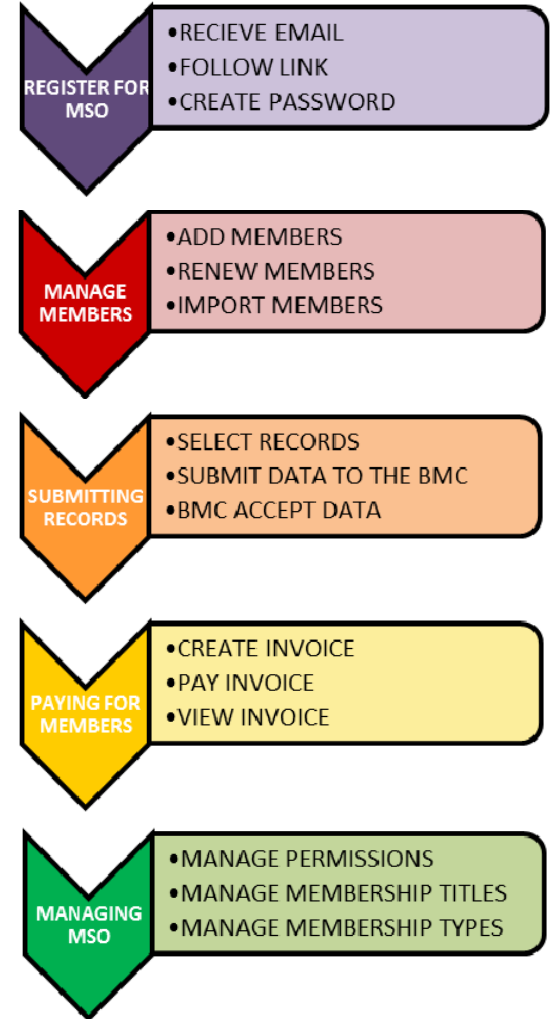 REGISTER FOR
MSO
•RECIEVE EMAIL
•FOLLOW LINK
•CREATE PASSWORD
MANAGE
MEMBERS
•ADD MEMBERS
•RENEW MEMBERS
•IMPORT MEMBERS
SUBMITTING
RECORDS
•SELECT RECORDS
•SUBMIT DATA TO THE BMC
•BMC ACCEPT DATA
PAYING FOR
MEMBERS
•CREATE INVOICE
•PAY INVOICE
•VIEW INVOICE
MANAGING
MSO
•MANAGE PERMISSIONS
•MANAGE MEMBERSHIP TITLES
•MANAGE MEMBERSHIP TYPES